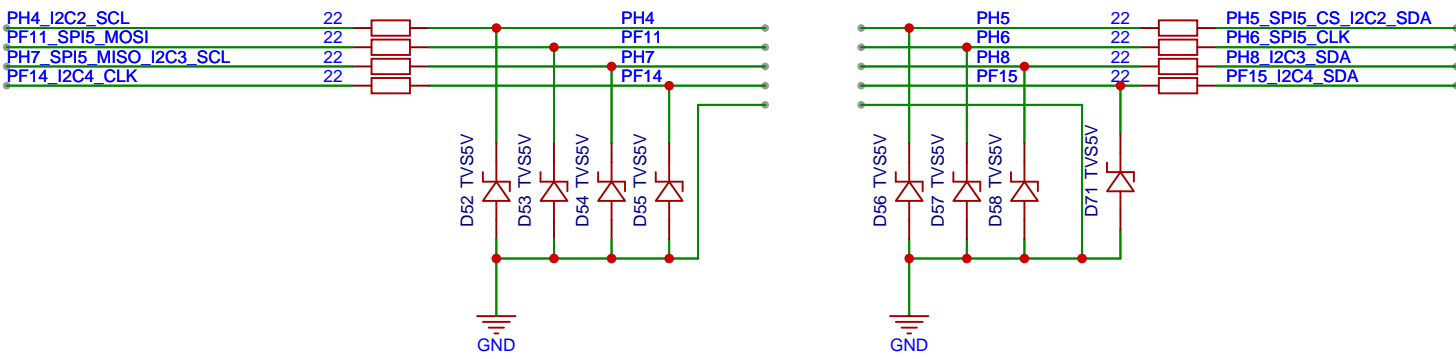 PH4_I2C2_SCL 22 PH4 PH5 22 PH5_SPI5_CS_I2C2_SDA
PF11_SPI5_MOSI 22 PF11 PH6 22 PH6_SPI5_CLK
PH7_SPI5_MISO_I2C3_SCL 22 PH7 PH8 22 PH8_I2C3_SDA
PF14_I2C4_CLK 22 PF14 PF15 22 PF15_I2C4_SDA
D52 TVS5V
D53 TVS5V
D54 TVS5V
D55 TVS5V
D56 TVS5V
D57 TVS5V
D58 TVS5V
D71 TVS5V
GND GND